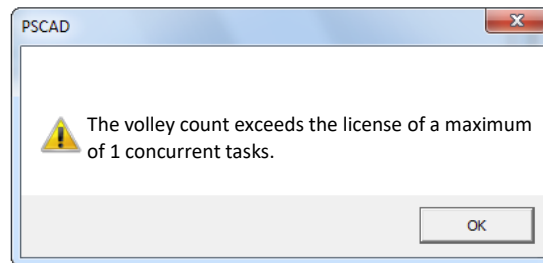 PSCAD
The volley count exceeds the license of a maximum
of 1 concurrent tasks.
OK